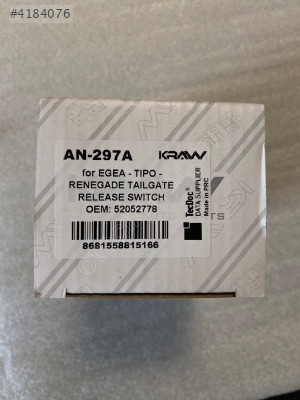 #4184076
AN-297A KRAW
for EGEA - TIPO -
RENEGADE TAILGATE
RELEASE SWITCH
OEM: 52052778
8681558815166
TecDoc
DATA SUPPLIER
Made in PRC